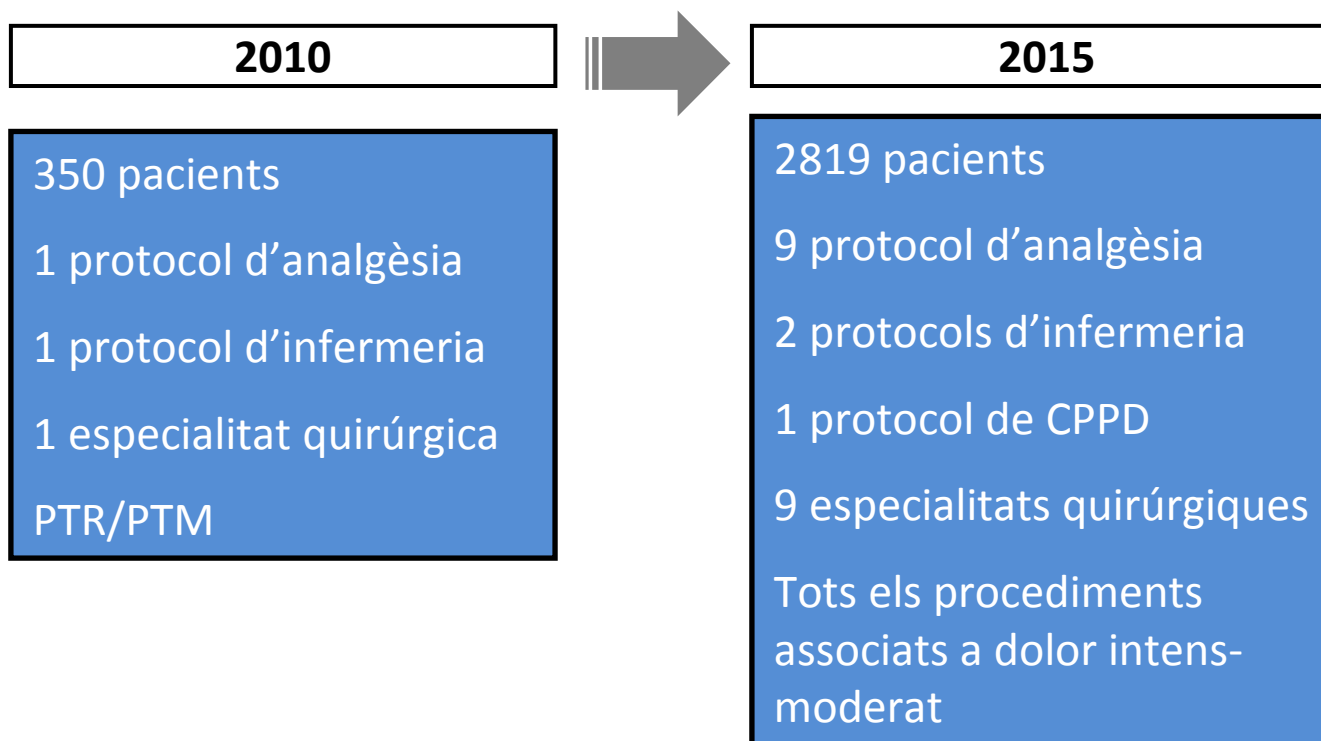 2010
350 pacients
1 protocol d’analgèsia
1 protocol d’infermeria
1 especialitat quirúrgica
PTR/PTM
2015
2819 pacients
9 protocol d’analgèsia
2 protocols d’infermeria
1 protocol de CPPD
9 especialitats quirúrgiques
Tots els procediments
associats a dolor intens-
moderat